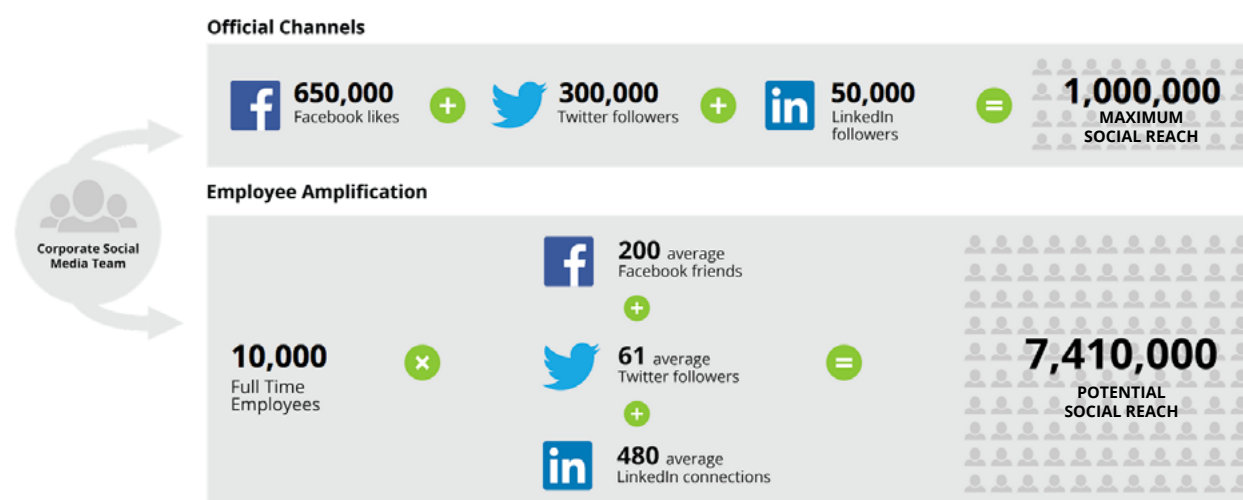 Official Channels
650,000
Facebook likes
+
300,000
Twitter followers
+
50,000
LinkedIn
followers
=
1,000,000
MAXIMUM
SOCIAL REACH
Corporate Social
Media Team
Employee Amplification
10,000
Full Time
Employees
×
200 average
Facebook friends
+
61 average
Twitter followers
+
480 average
LinkedIn connections
=
7,410,000
POTENTIAL
SOCIAL REACH